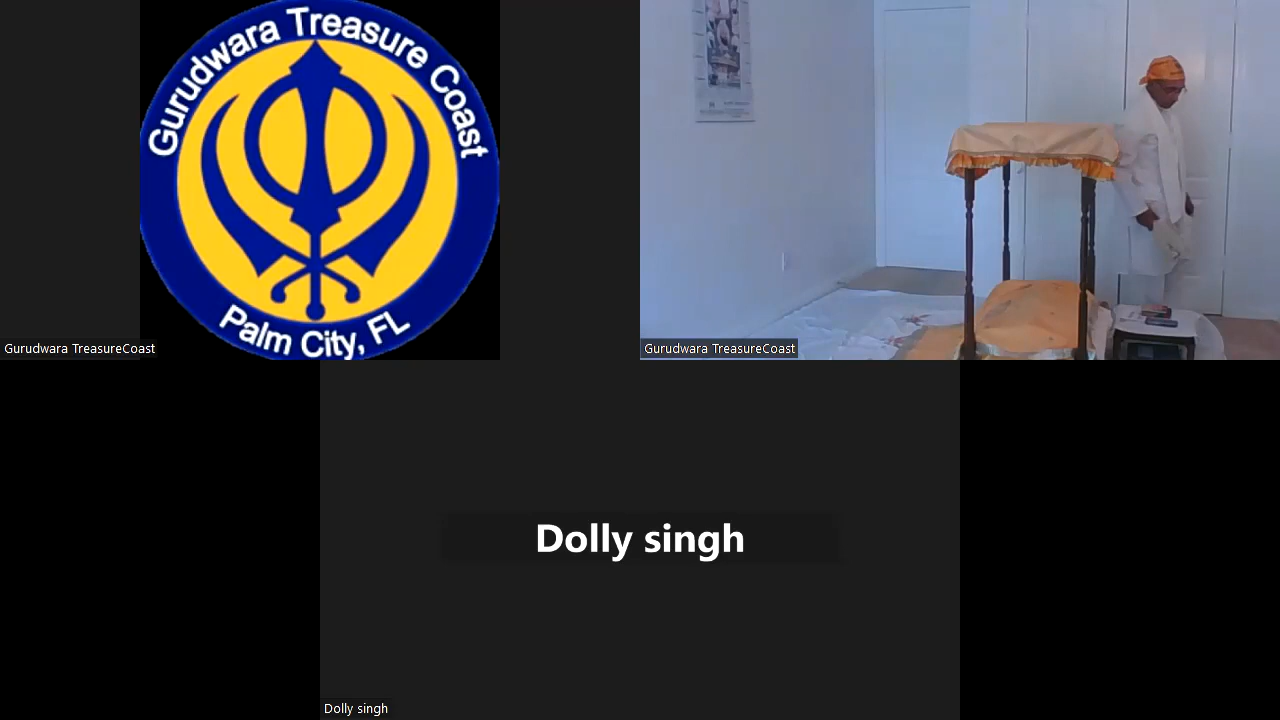 Gurudwara Treasure Coast
Palm City, FL
Gurudwara TreasureCoast
Gurudwara TreasureCoast
Dolly singh
Dolly singh